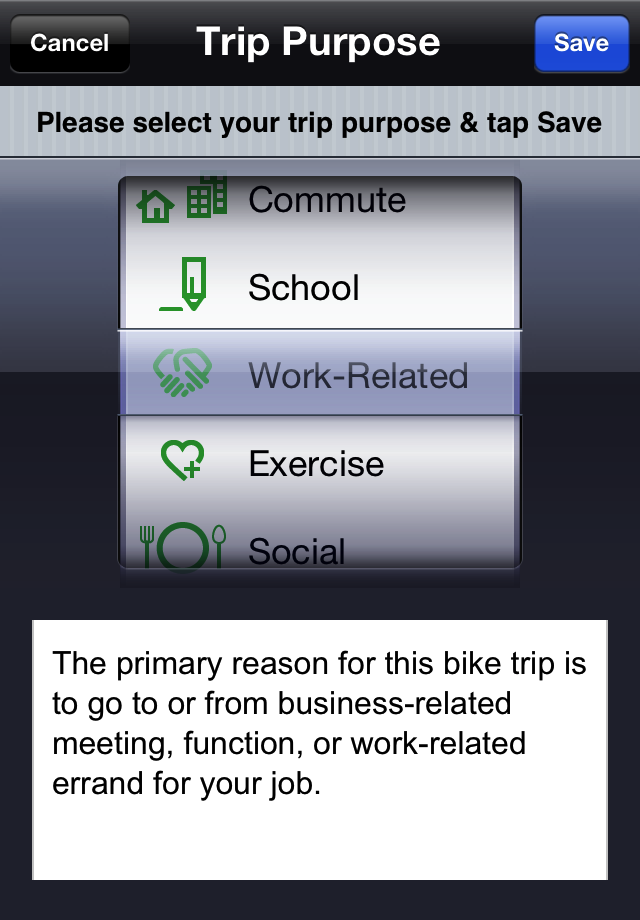 Cancel
Trip Purpose
Save
Please select your trip purpose & tap Save
Commute
School
Work-Related
Exercise
Social
The primary reason for this bike trip is
to go to or from business-related
meeting, function, or work-related
errand for your job.